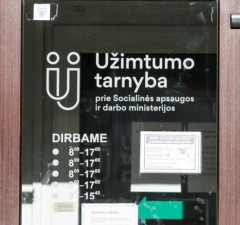 Užimtumo
tarnyba
prie Socialinės apsaugos
ir darbo ministerijos
DIRBAME
8⁰⁰-17⁰⁰
8⁰⁰-17⁰⁰
8⁰⁰-17⁰⁰
8⁰⁰-17⁰⁰
8⁰⁰-15⁴⁵